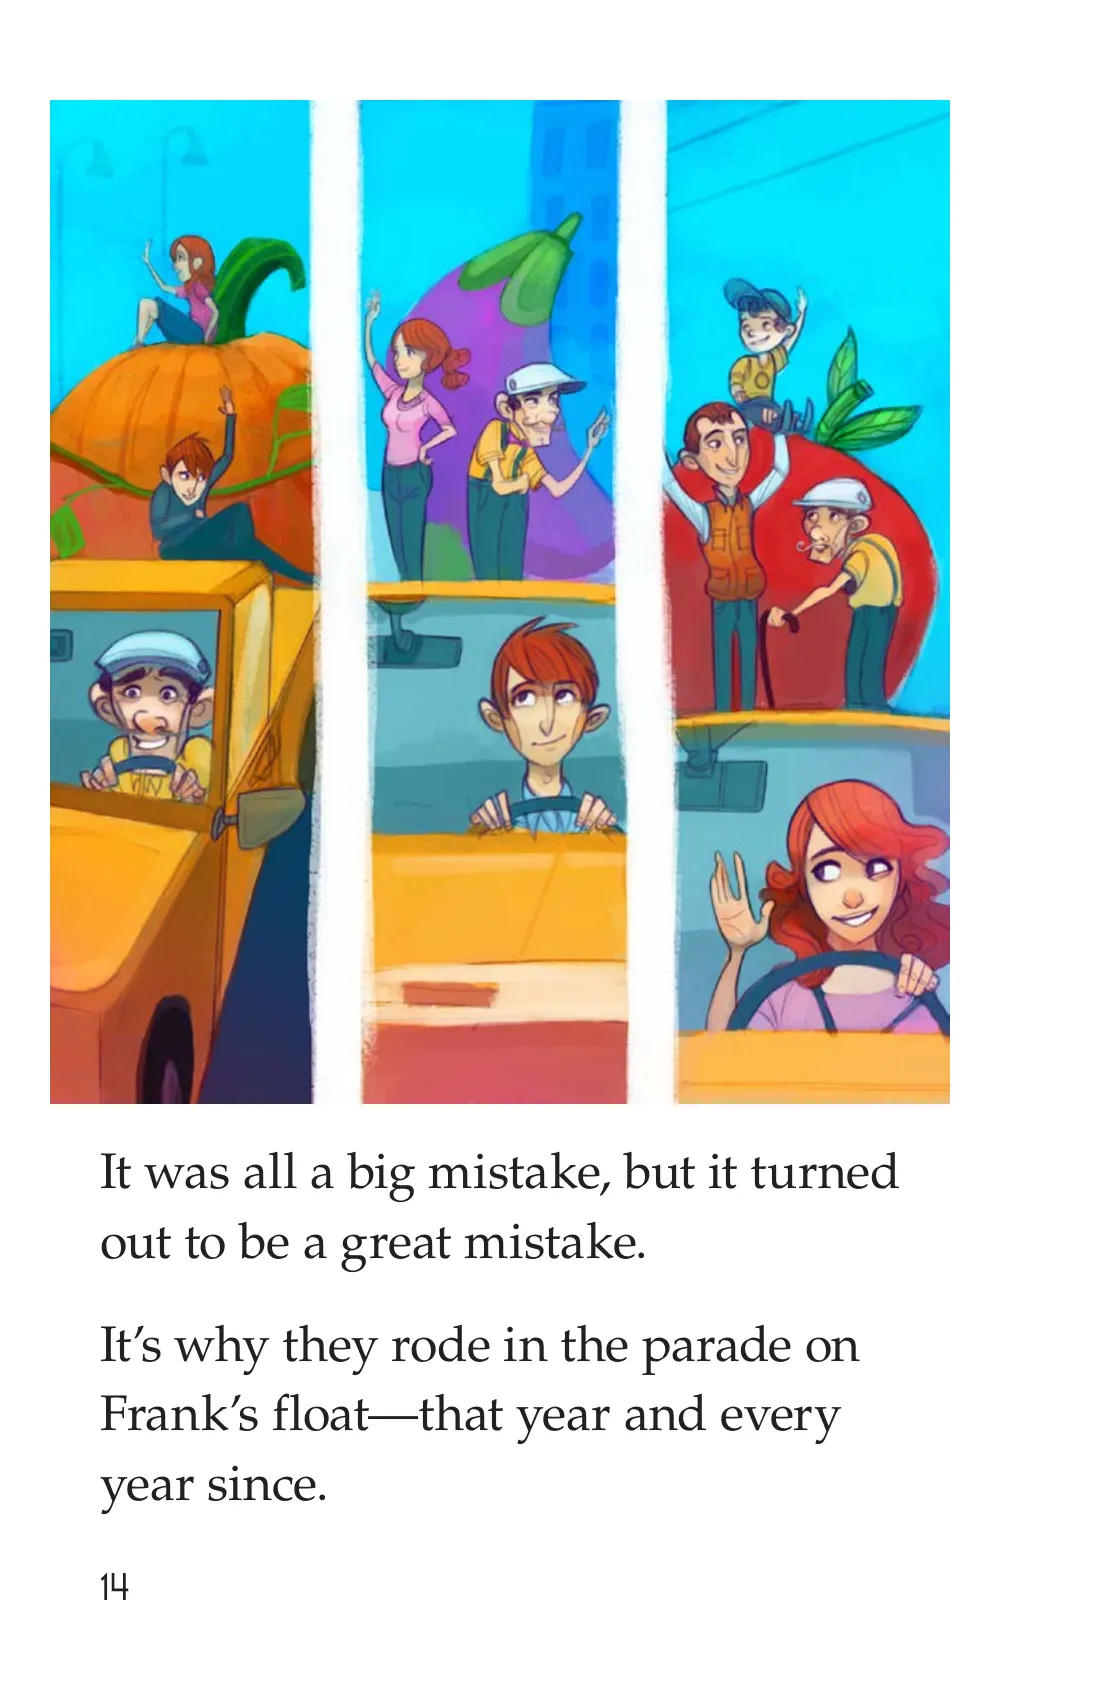 It was all a big mistake, but it turned
out to be a great mistake.
It’s why they rode in the parade on
Frank’s float—that year and every
year since.
14